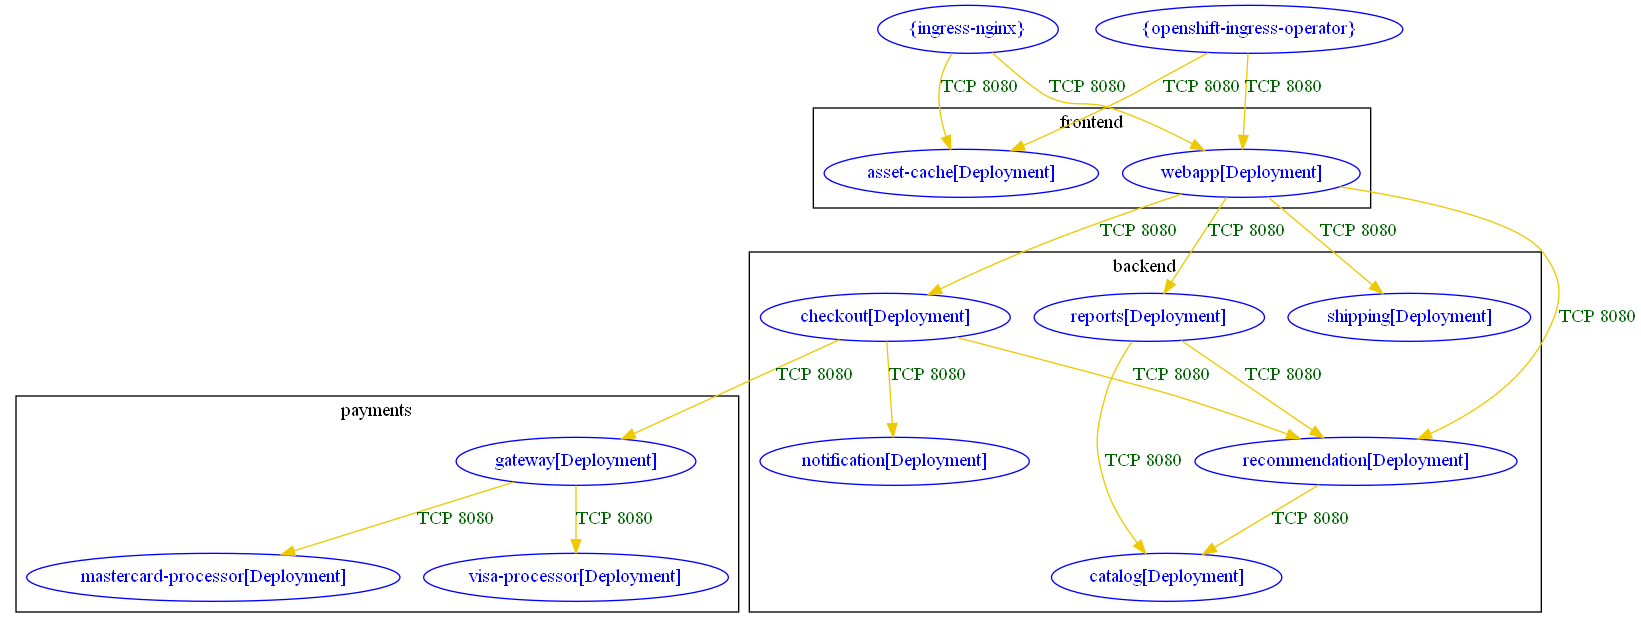 {ingress-nginx}
{openshift-ingress-operator}
TCP 8080
TCP 8080
TCP 8080
TCP 8080
frontend
asset-cache[Deployment]
webapp[Deployment]
TCP 8080
TCP 8080
TCP 8080
backend
checkout[Deployment]
reports[Deployment]
shipping[Deployment]
TCP 8080
TCP 8080
TCP 8080
TCP 8080
TCP 8080
payments
gateway[Deployment]
notification[Deployment]
TCP 8080
recommendation[Deployment]
TCP 8080
TCP 8080
TCP 8080
mastercard-processor[Deployment]
visa-processor[Deployment]
catalog[Deployment]